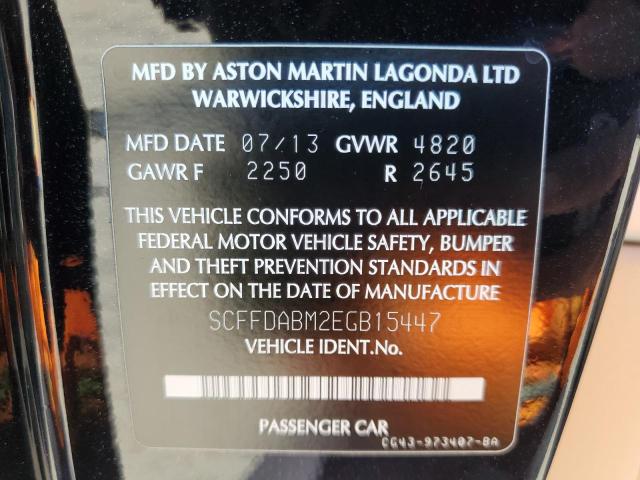 MFD BY ASTON MARTIN LAGONDA LTD
WARWICKSHIRE, ENGLAND
MFD DATE 07/13 GVWR 4820
GAWR F 2250 R 2645
THIS VEHICLE CONFORMS TO ALL APPLICABLE
FEDERAL MOTOR VEHICLE SAFETY, BUMPER
AND THEFT PREVENTION STANDARDS IN
EFFECT ON THE DATE OF MANUFACTURE
SCFFDABM2EGB15447
VEHICLE IDENT.No.
PASSENGER CAR
CG43-973407-BA